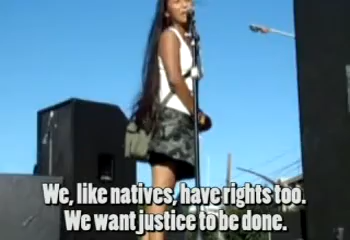 We, like natives, have rights too.
We want justice to be done.